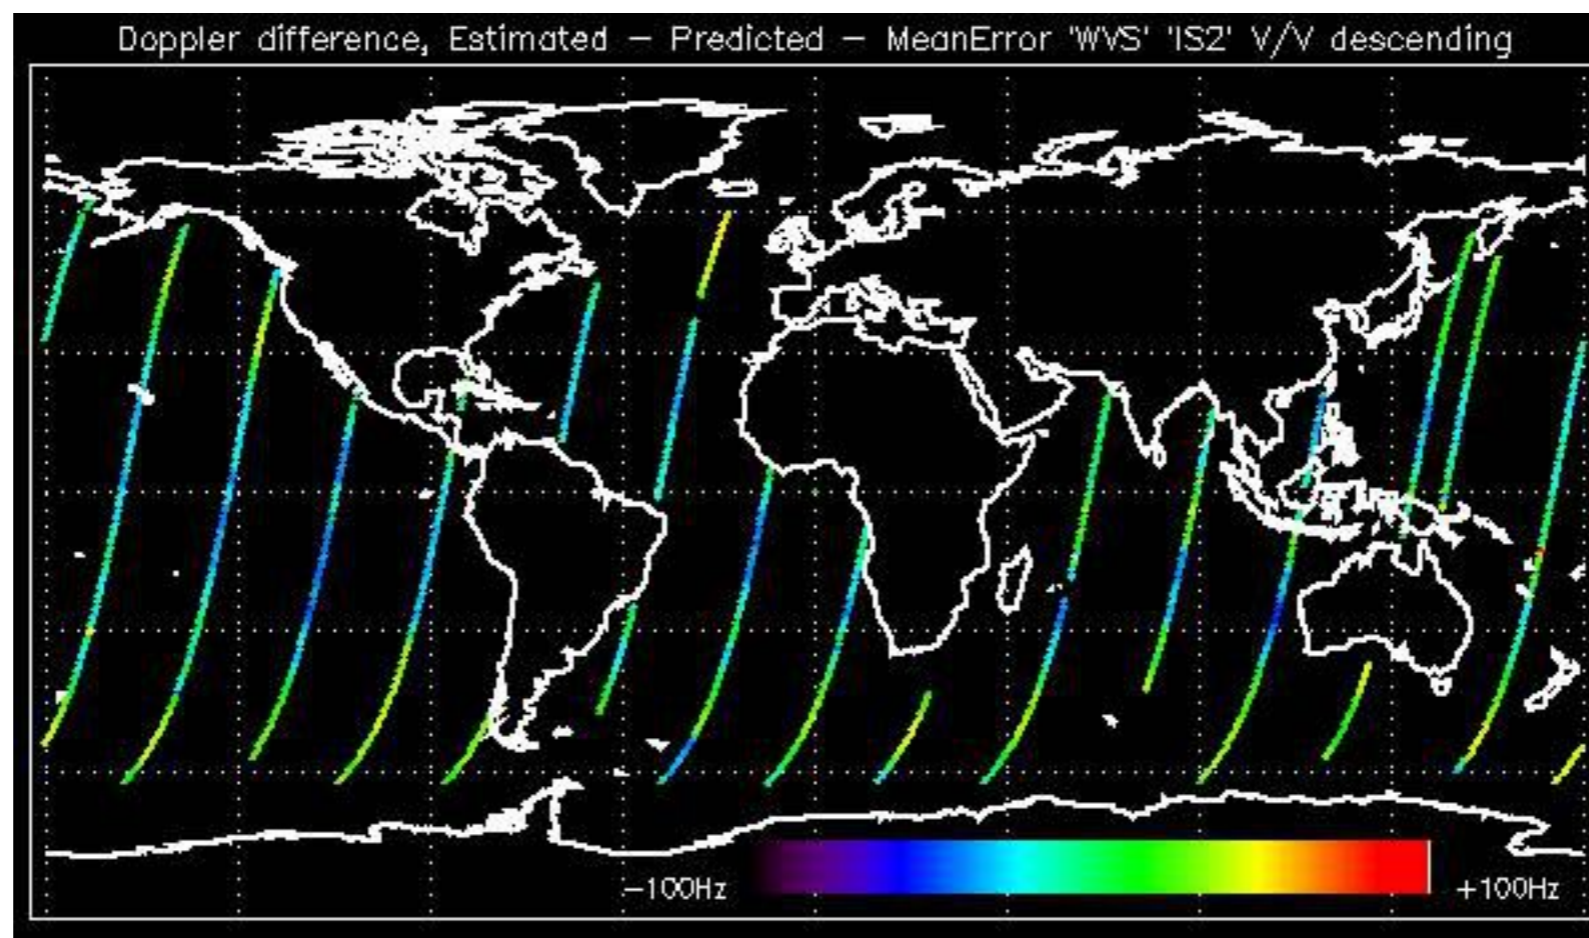 Doppler difference, Estimated – Predicted – MeanError 'WVS' 'IS2' V/V descending
–100Hz +100Hz